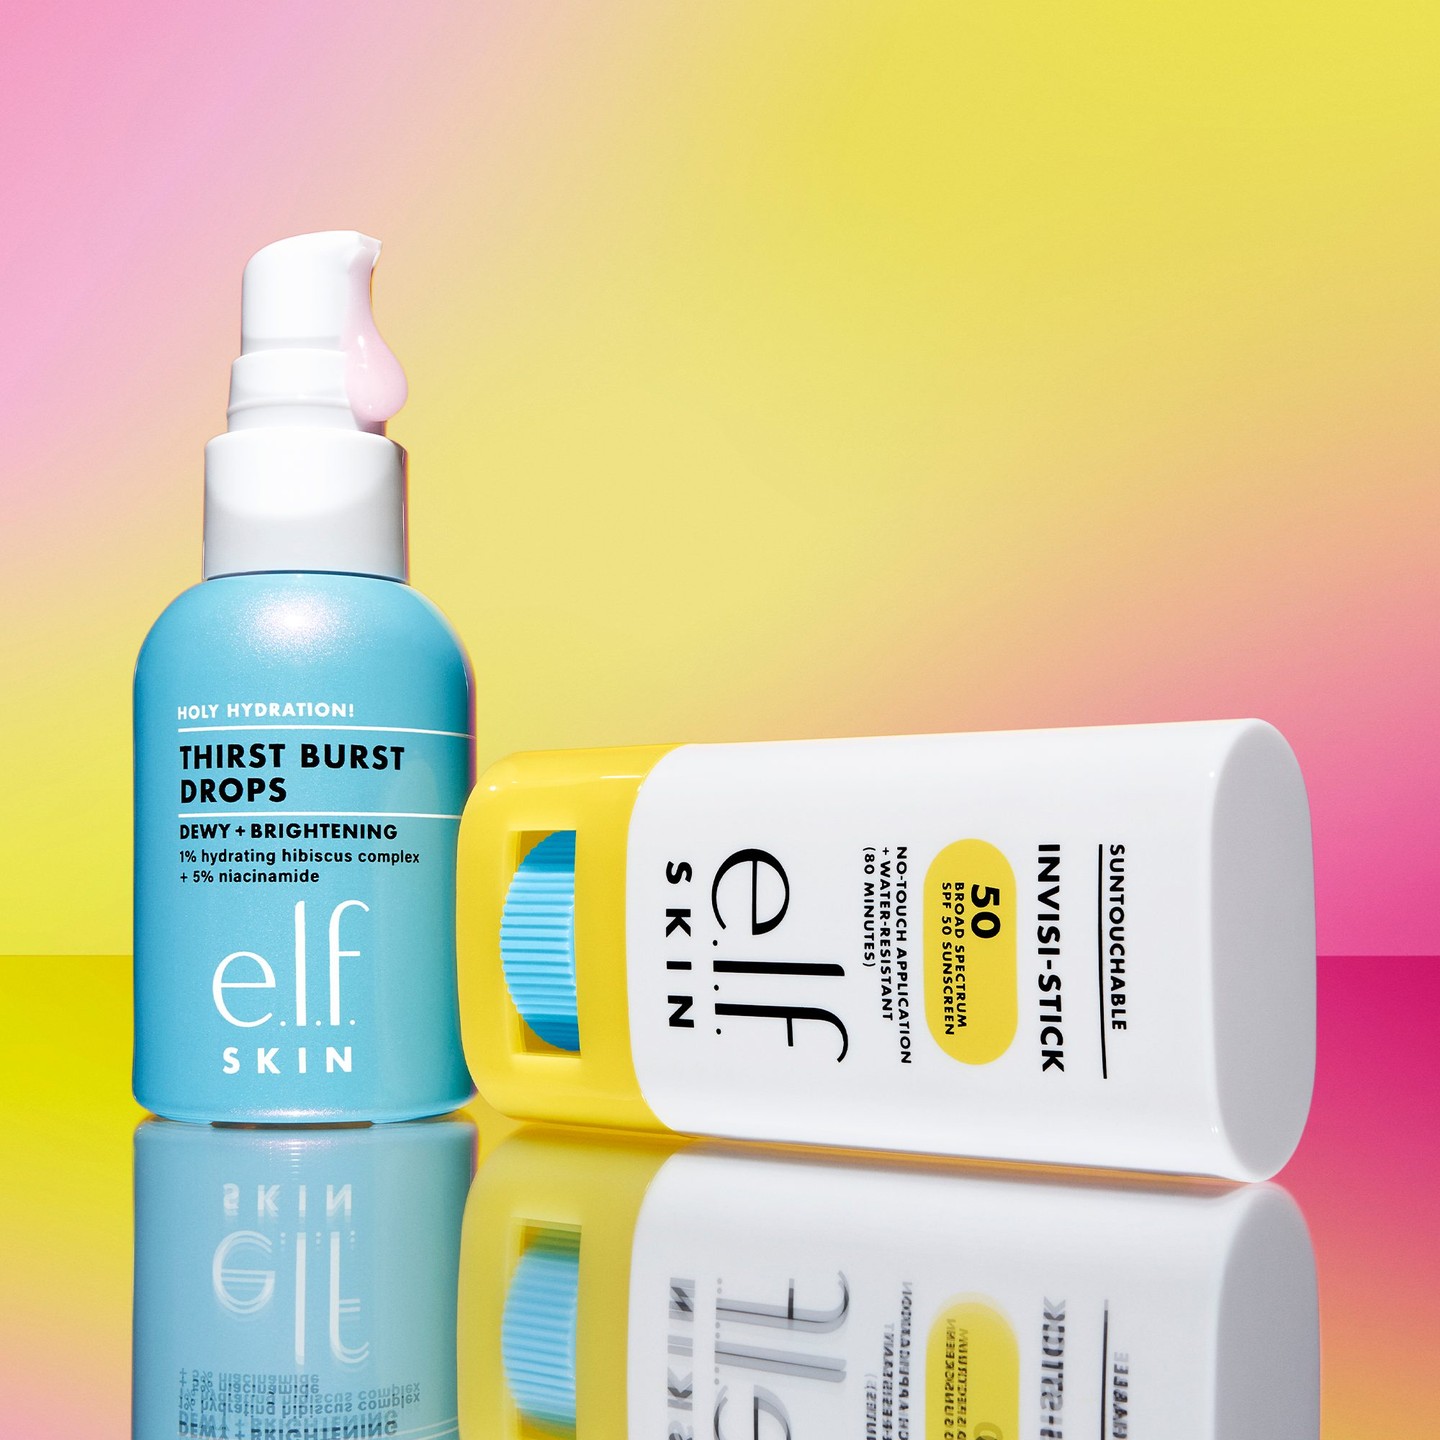 HOLY HYDRATION!
THIRST BURST
DROPS
DEWY + BRIGHTENING
1% hydrating hibiscus complex
+ 5% niacinamide
e.l.f.
SKIN
SUNTOUCHABLE
INVISI-STICK
50
BROAD SPECTRUM
SPF 50 SUNSCREEN
NO-TOUCH APPLICATION
+ WATER-RESISTANT
(80 MINUTES)
e.l.f.
SKIN